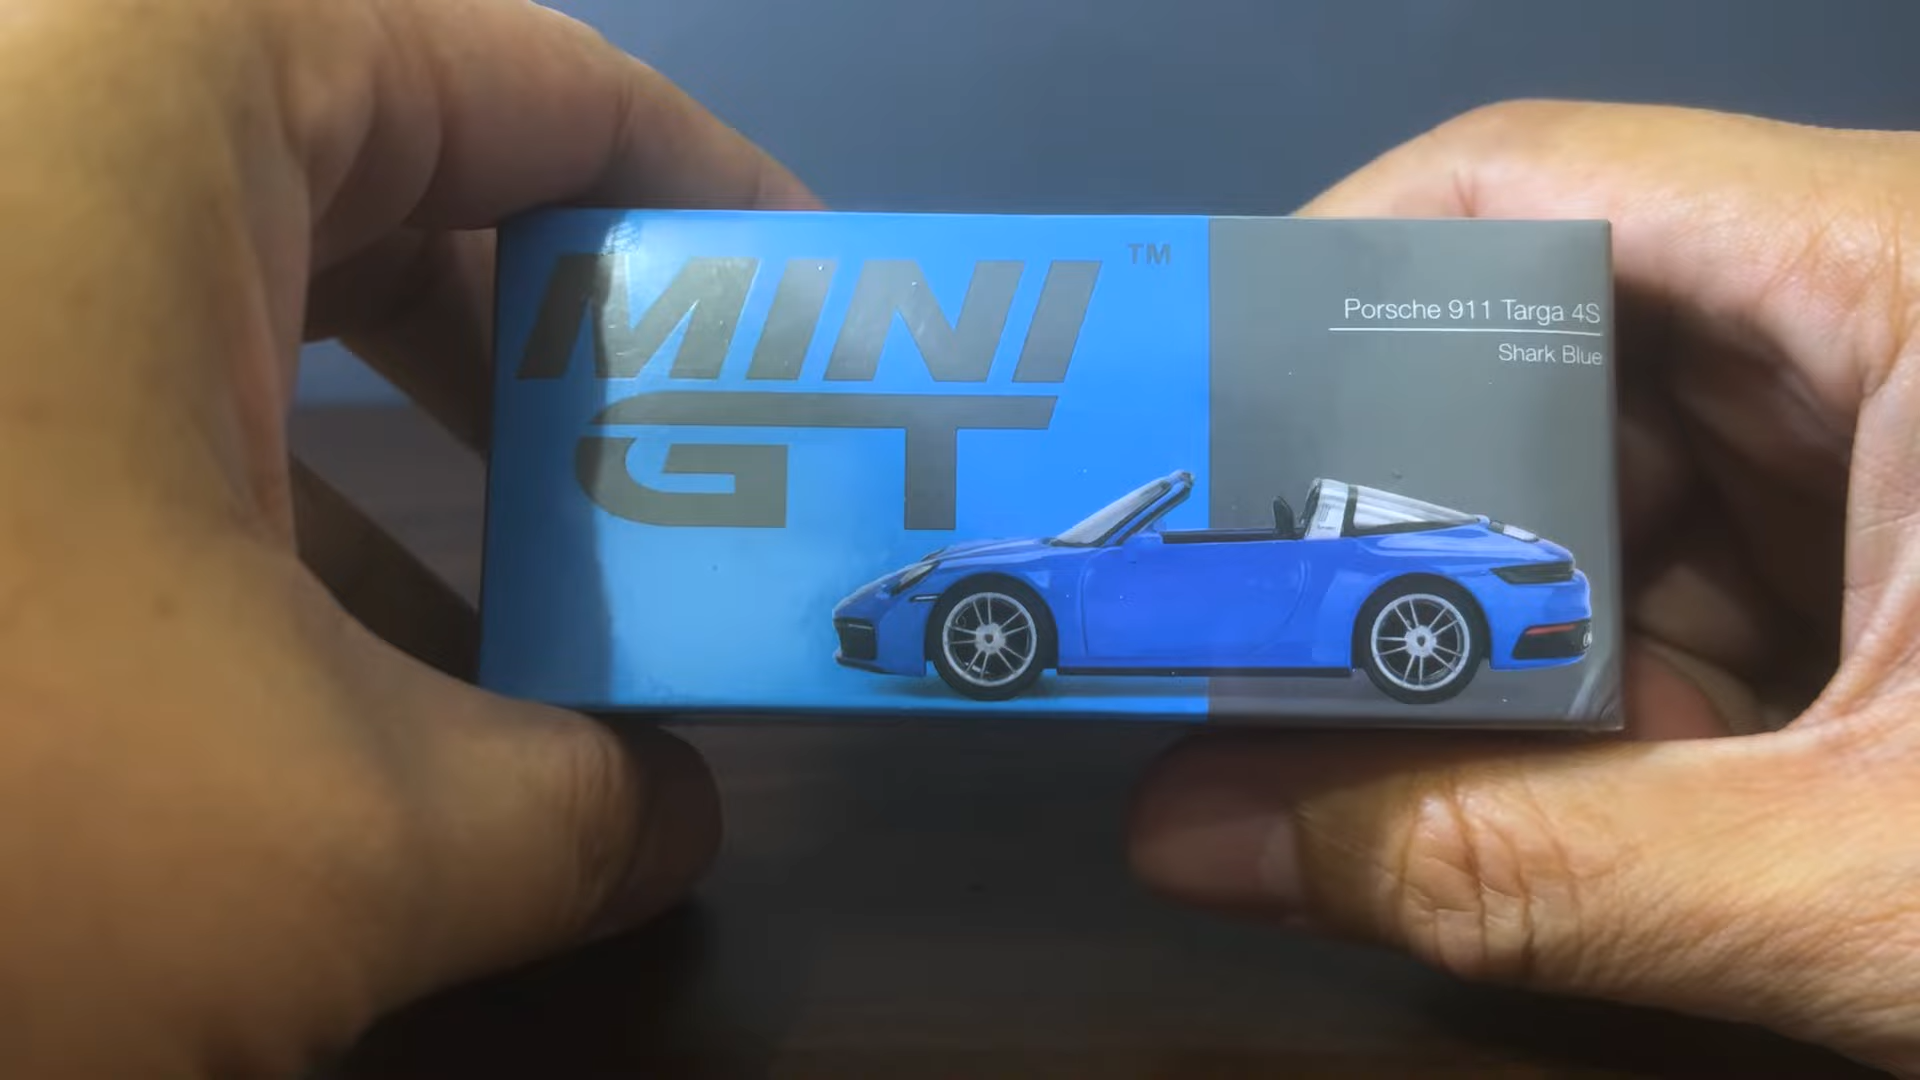 MINI
GT
TM
Porsche 911 Targa 4S
Shark Blue